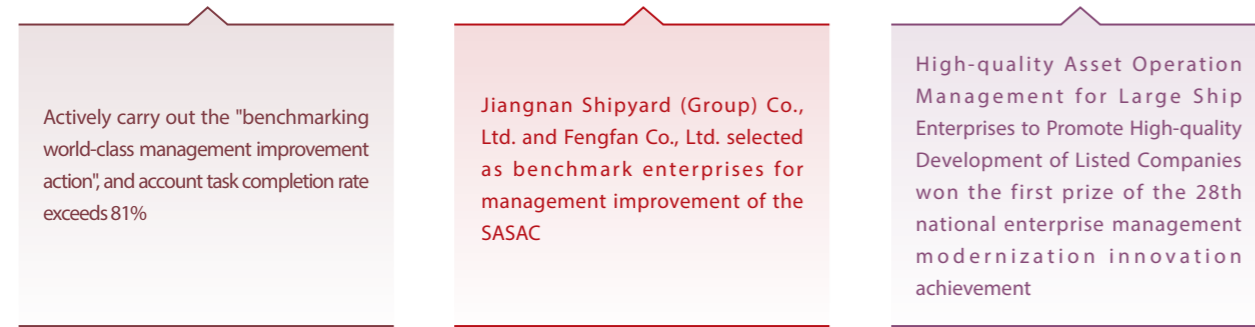 Actively carry out the "benchmarking
world-class management improvement
action", and account task completion rate
exceeds 81%
Jiangnan Shipyard (Group) Co.,
Ltd. and Fengfan Co., Ltd. selected
as benchmark enterprises for
management improvement of the
SASAC
High-quality Asset Operation
Management for Large Ship
Enterprises to Promote High-quality
Development of Listed Companies
won the first prize of the 28th
national enterprise management
modernization innovation
achievement